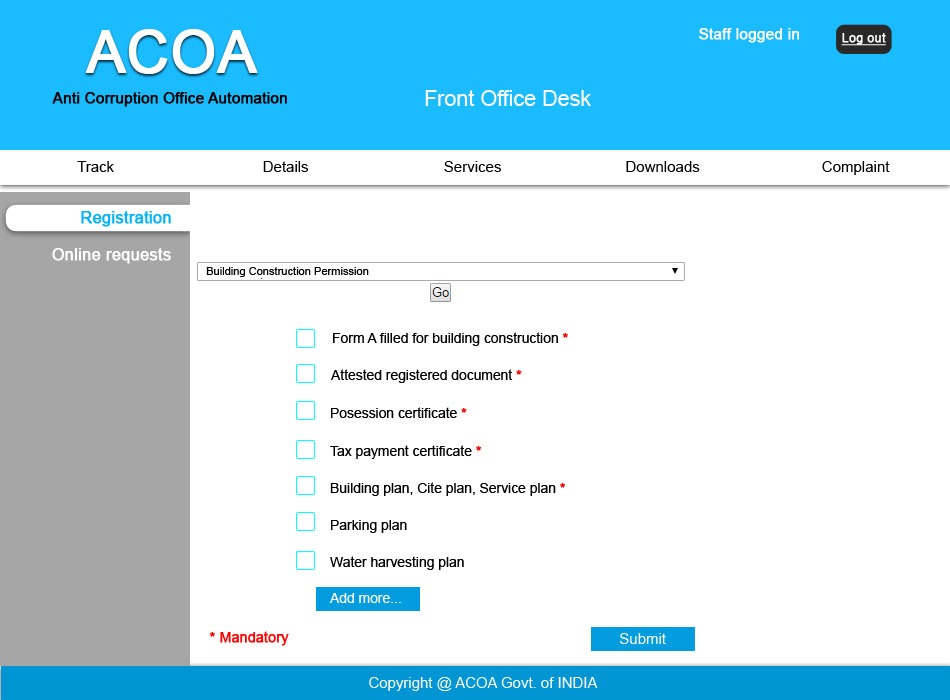 ACOA
Staff logged in
Log out
Anti Corruption Office Automation
Front Office Desk
Track Details Services Downloads Complaint
Registration
Online requests
Building Construction Permission
Go
Form A filled for building construction *
Attested registered document *
Posession certificate *
Tax payment certificate *
Building plan, Cite plan, Service plan *
Parking plan
Water harvesting plan
Add more...
* Mandatory
Submit
Copyright @ ACOA Govt. of INDIA